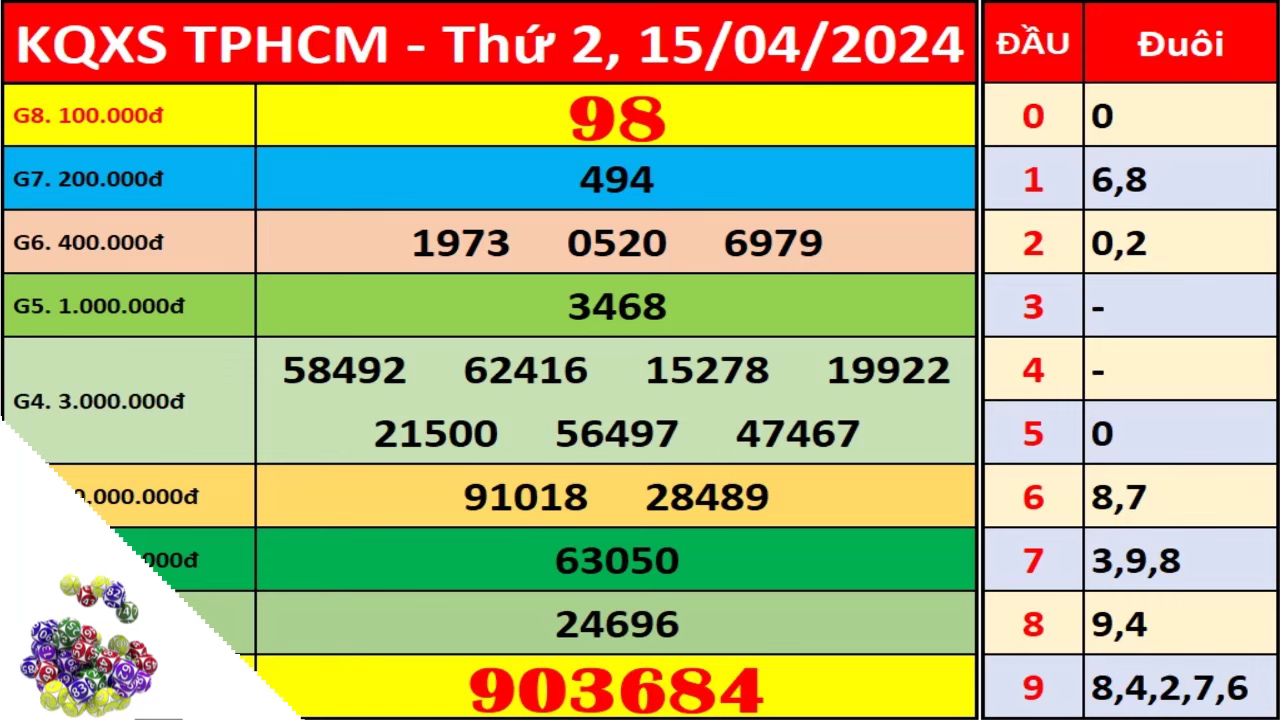 KQXS TPHCM - Thứ 2, 15/04/2024 ĐẦU Đuôi
G8. 100.000đ 98 0 0
G7. 200.000đ 494 1 6,8
G6. 400.000đ 1973 0520 6979 2 0,2
G5. 1.000.000đ 3468 3 -
58492 62416 15278 19922 4 -
G4. 3.000.000đ
21500 56497 47467 5 0
0.000.000đ 91018 28489 6 8,7
000đ 63050 7 3,9,8
24696 8 9,4
903684 9 8,4,2,7,6